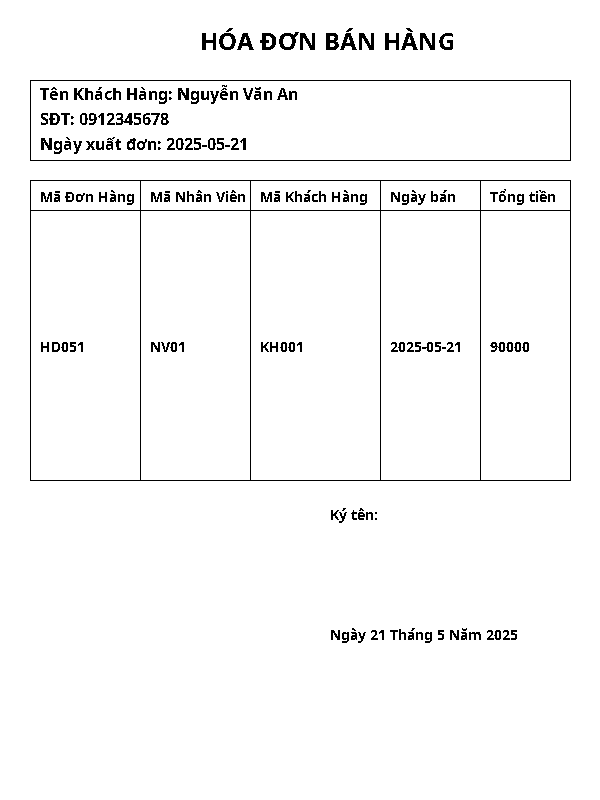 HÓA ĐƠN BÁN HÀNG
Tên Khách Hàng: Nguyễn Văn An
SĐT: 0912345678
Ngày xuất đơn: 2025-05-21
Mã Đơn Hàng Mã Nhân Viên Mã Khách Hàng Ngày bán Tổng tiền
HD051 NV01 KH001 2025-05-21 90000
Ký tên:
Ngày 21 Tháng 5 Năm 2025